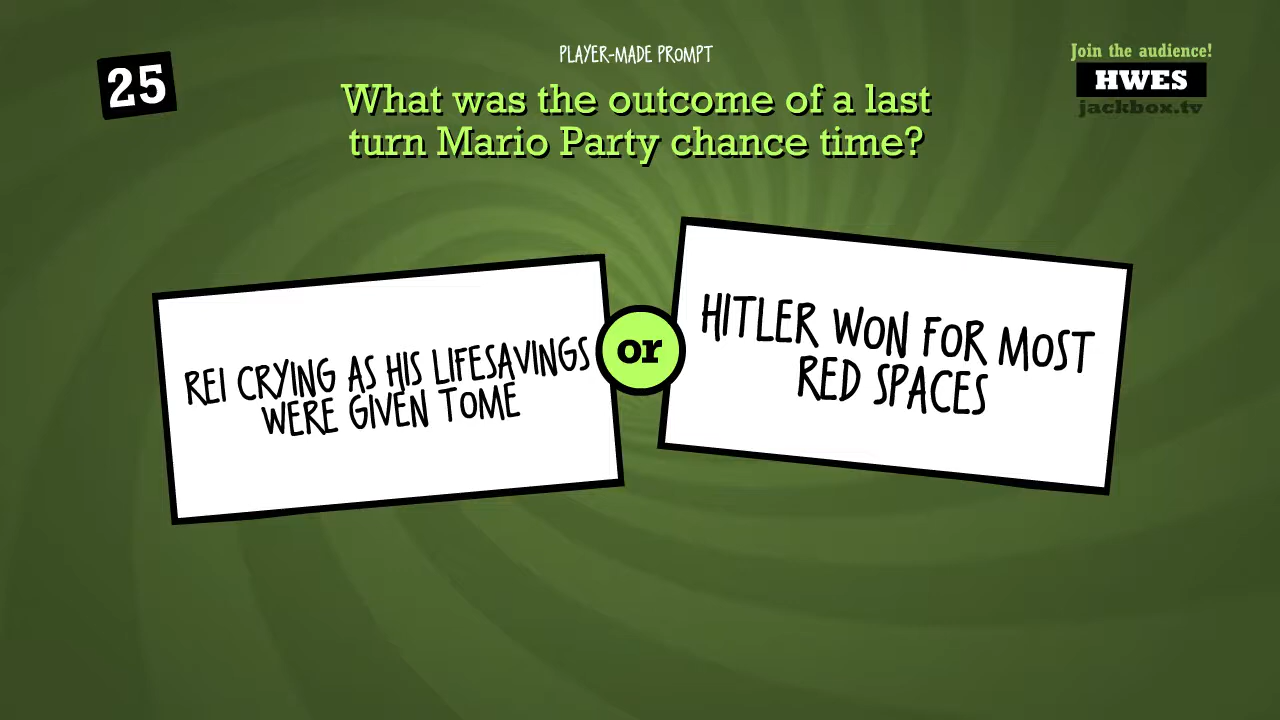 25
PLAYER-MADE PROMPT
What was the outcome of a last
turn Mario Party chance time?
Join the audience!
HWES
jackbox.tv
REI CRYING AS HIS LIFESAVINGS
WERE GIVEN TOME
or
HITLER WON FOR MOST
RED SPACES